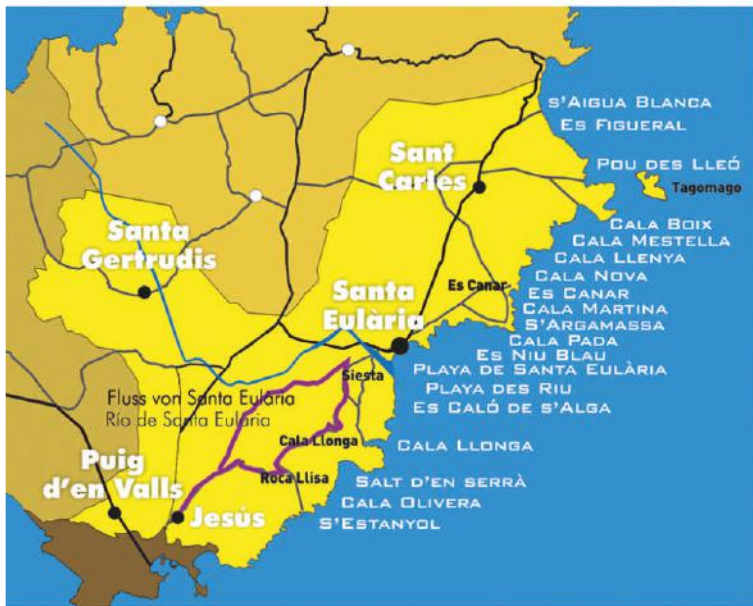 s'Aigua Blanca
Es Figueral
Sant
Carles
Pou des Lleó
Tagomago
Cala Boix
Cala Mestella
Cala Llenya
Cala Nova
Es Canar
Es Canar
Cala Martina
s'Argamassa
Cala Pada
Es Niu Blau
Playa de Santa Eulària
Playa des Riu
Es Caló de s'Alga
Santa
Gertrudis
Santa
Eulària
Siesta
Fluss von Santa Eulària
Río de Santa Eulària
Cala Llonga
Cala Llonga
Roca Llisa
Salt d'en Serrà
Cala Olivera
s'Estanyol
Puig
d'en Valls
Jesús